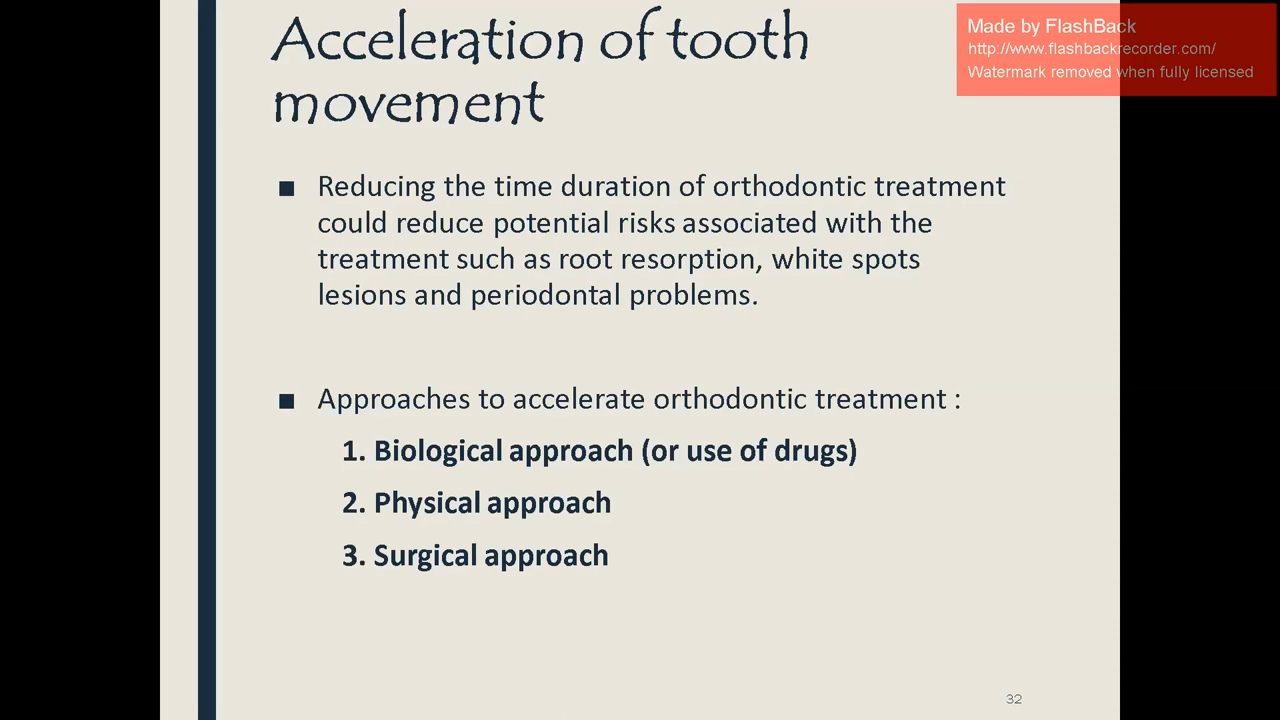 Acceleration of tooth
movement
Made by FlashBack
http://www.flashbackrecorder.com/
Watermark removed when fully licensed
■ Reducing the time duration of orthodontic treatment
could reduce potential risks associated with the
treatment such as root resorption, white spots
lesions and periodontal problems.
■ Approaches to accelerate orthodontic treatment :
1. Biological approach (or use of drugs)
2. Physical approach
3. Surgical approach
32